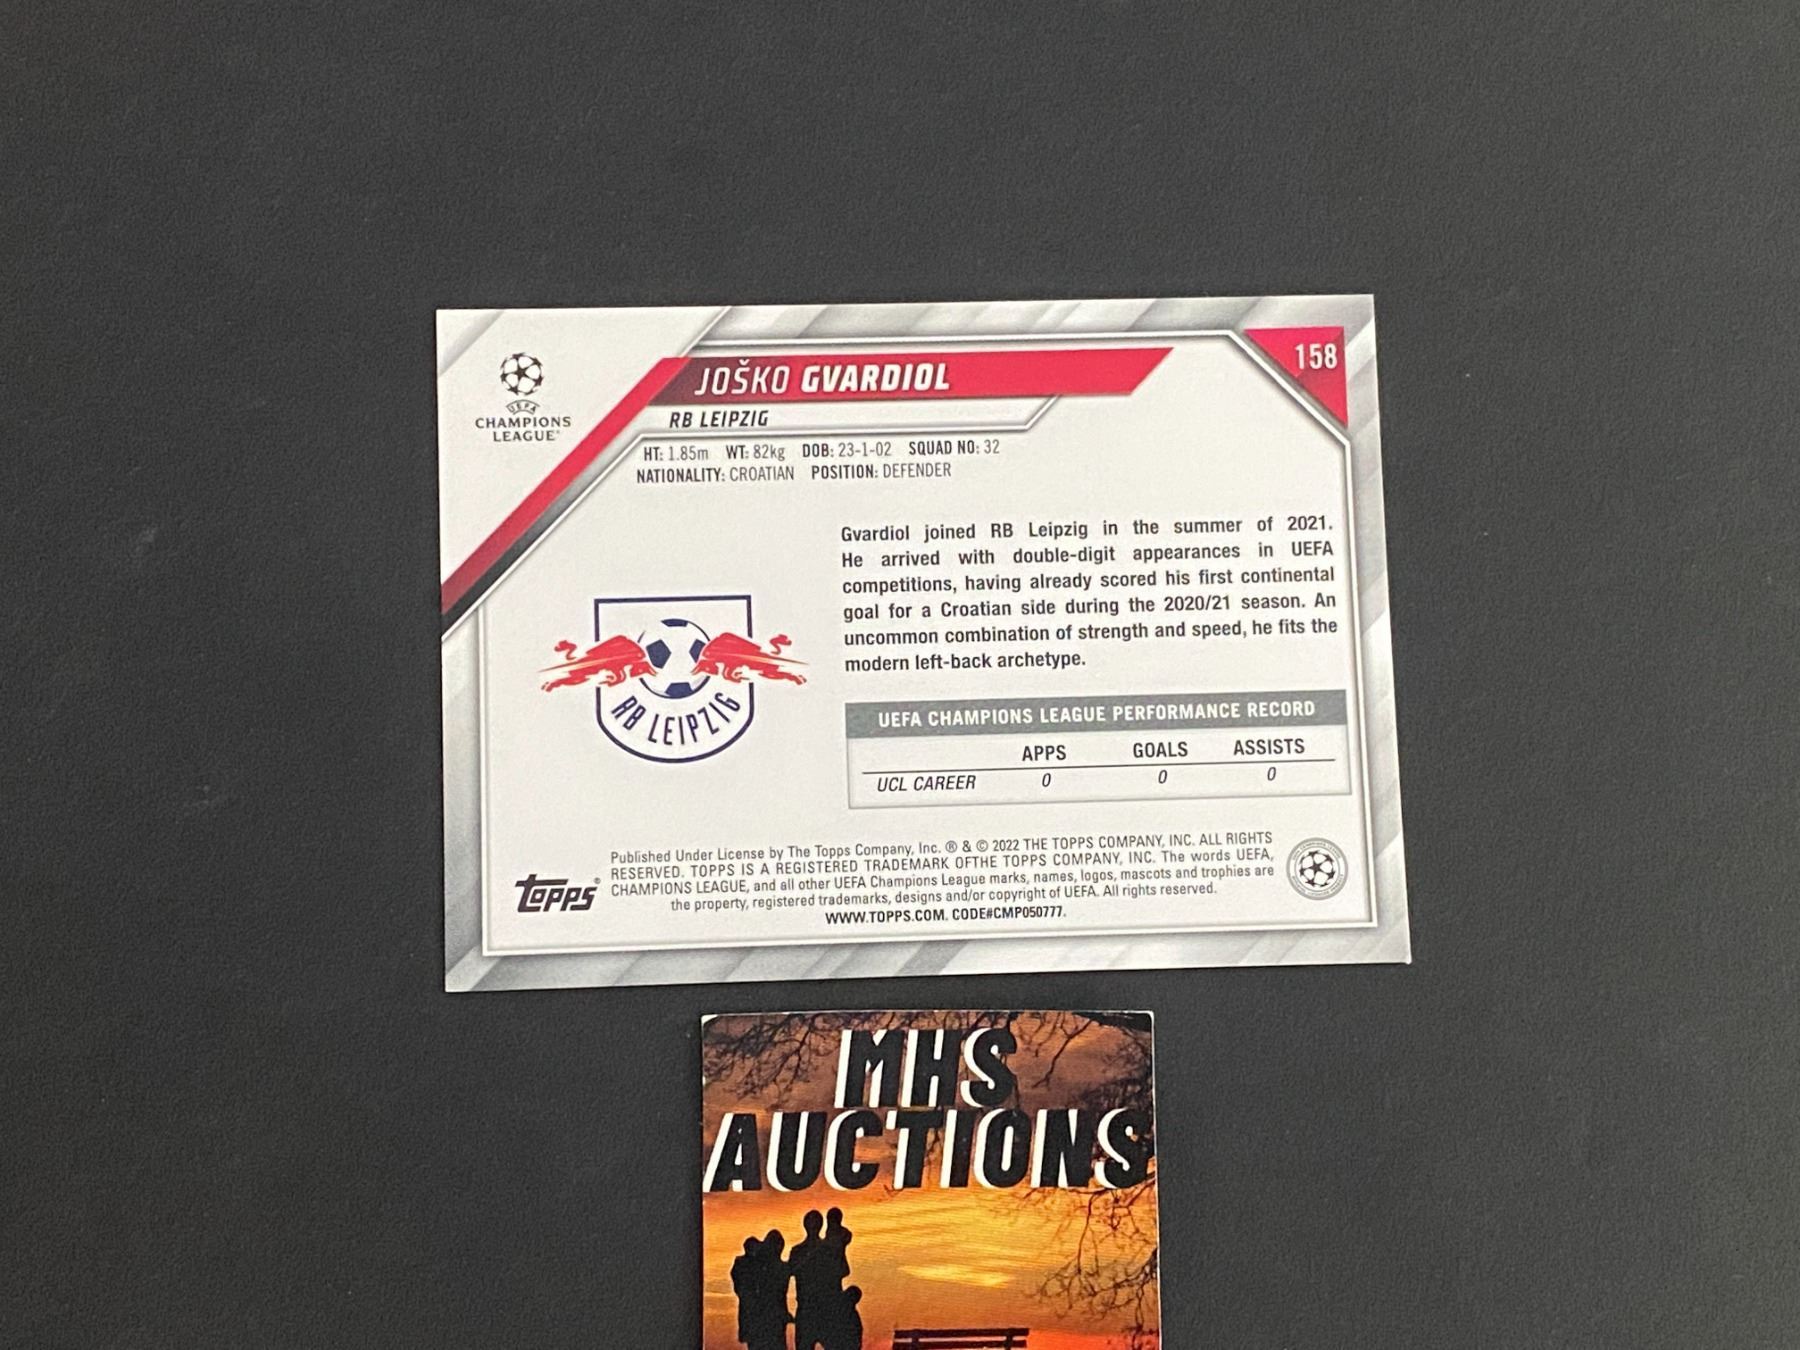 158
JOŠKO GVARDIOL
RB LEIPZIG
UEFA
CHAMPIONS
LEAGUE®
HT: 1.85m WT: 82kg DOB: 23-1-02 SQUAD NO: 32
NATIONALITY: CROATIAN POSITION: DEFENDER
Gvardiol joined RB Leipzig in the summer of 2021.
He arrived with double-digit appearances in UEFA
competitions, having already scored his first continental
goal for a Croatian side during the 2020/21 season. An
uncommon combination of strength and speed, he fits the
modern left-back archetype.
RB LEIPZIG
UEFA CHAMPIONS LEAGUE PERFORMANCE RECORD
APPS GOALS ASSISTS
UCL CAREER 0 0 0
Published Under License by The Topps Company, Inc. ® & © 2022 THE TOPPS COMPANY, INC. ALL RIGHTS
RESERVED. TOPPS IS A REGISTERED TRADEMARK OFTHE TOPPS COMPANY, INC. The words UEFA,
CHAMPIONS LEAGUE, and all other UEFA Champions League marks, names, logos, mascots and trophies are
the property, registered trademarks, designs and/or copyright of UEFA. All rights reserved.
WWW.TOPPS.COM. CODE#CMP050777.
topps®
MHS
AUCTIONS